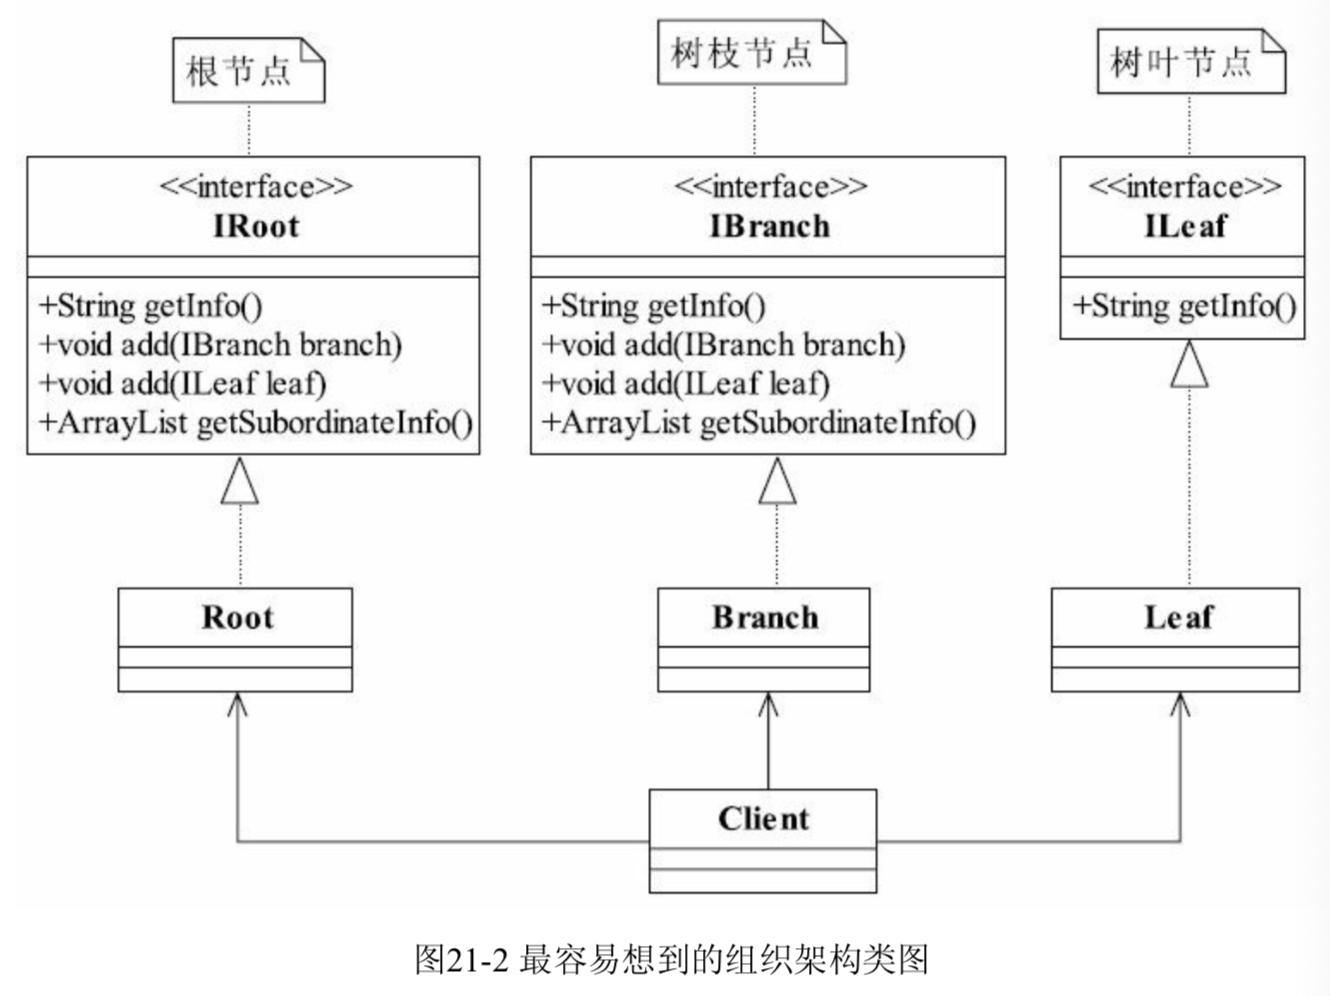 根节点
树枝节点
树叶节点
<<interface>>
IRoot
+String getInfo()
+void add(IBranch branch)
+void add(ILeaf leaf)
+ArrayList getSubordinateInfo()
<<interface>>
IBranch
+String getInfo()
+void add(IBranch branch)
+void add(ILeaf leaf)
+ArrayList getSubordinateInfo()
<<interface>>
ILeaf
+String getInfo()
Root
Branch
Leaf
Client
图21-2 最容易想到的组织架构类图